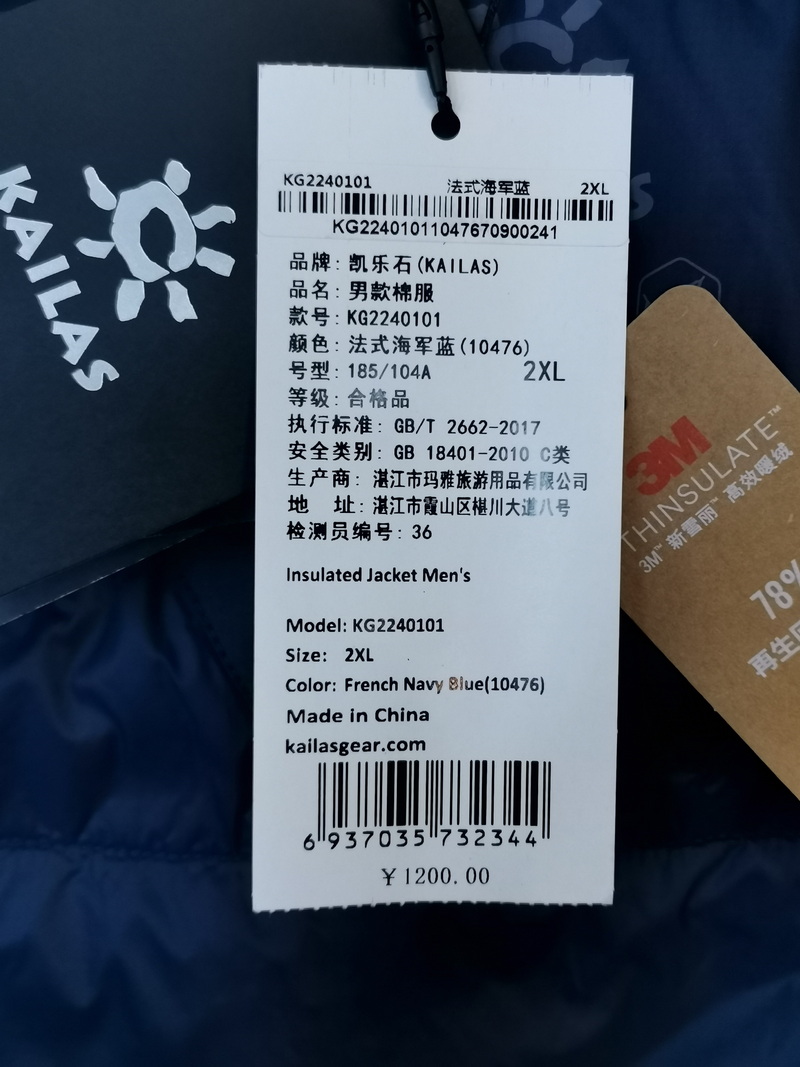 KAILAS
KG2240101 法式海军蓝 2XL
KG22401011047670900241
品牌: 凯乐石(KAILAS)
品名: 男款棉服
款号: KG2240101
颜色: 法式海军蓝(10476)
号型: 185/104A 2XL
等级: 合格品
执行标准: GB/T 2662-2017
安全类别: GB 18401-2010 C类
生产商: 湛江市玛雅旅游用品有限公司
地 址: 湛江市霞山区椹川大道八号
检测员编号: 36
Insulated Jacket Men's
Model: KG2240101
Size: 2XL
Color: French Navy Blue(10476)
Made in China
kailasgear.com
6 937035 732344
¥1200.00
3M
THINSULATE™
3M™ 新雪丽™ 高效暖绒
78%
再生